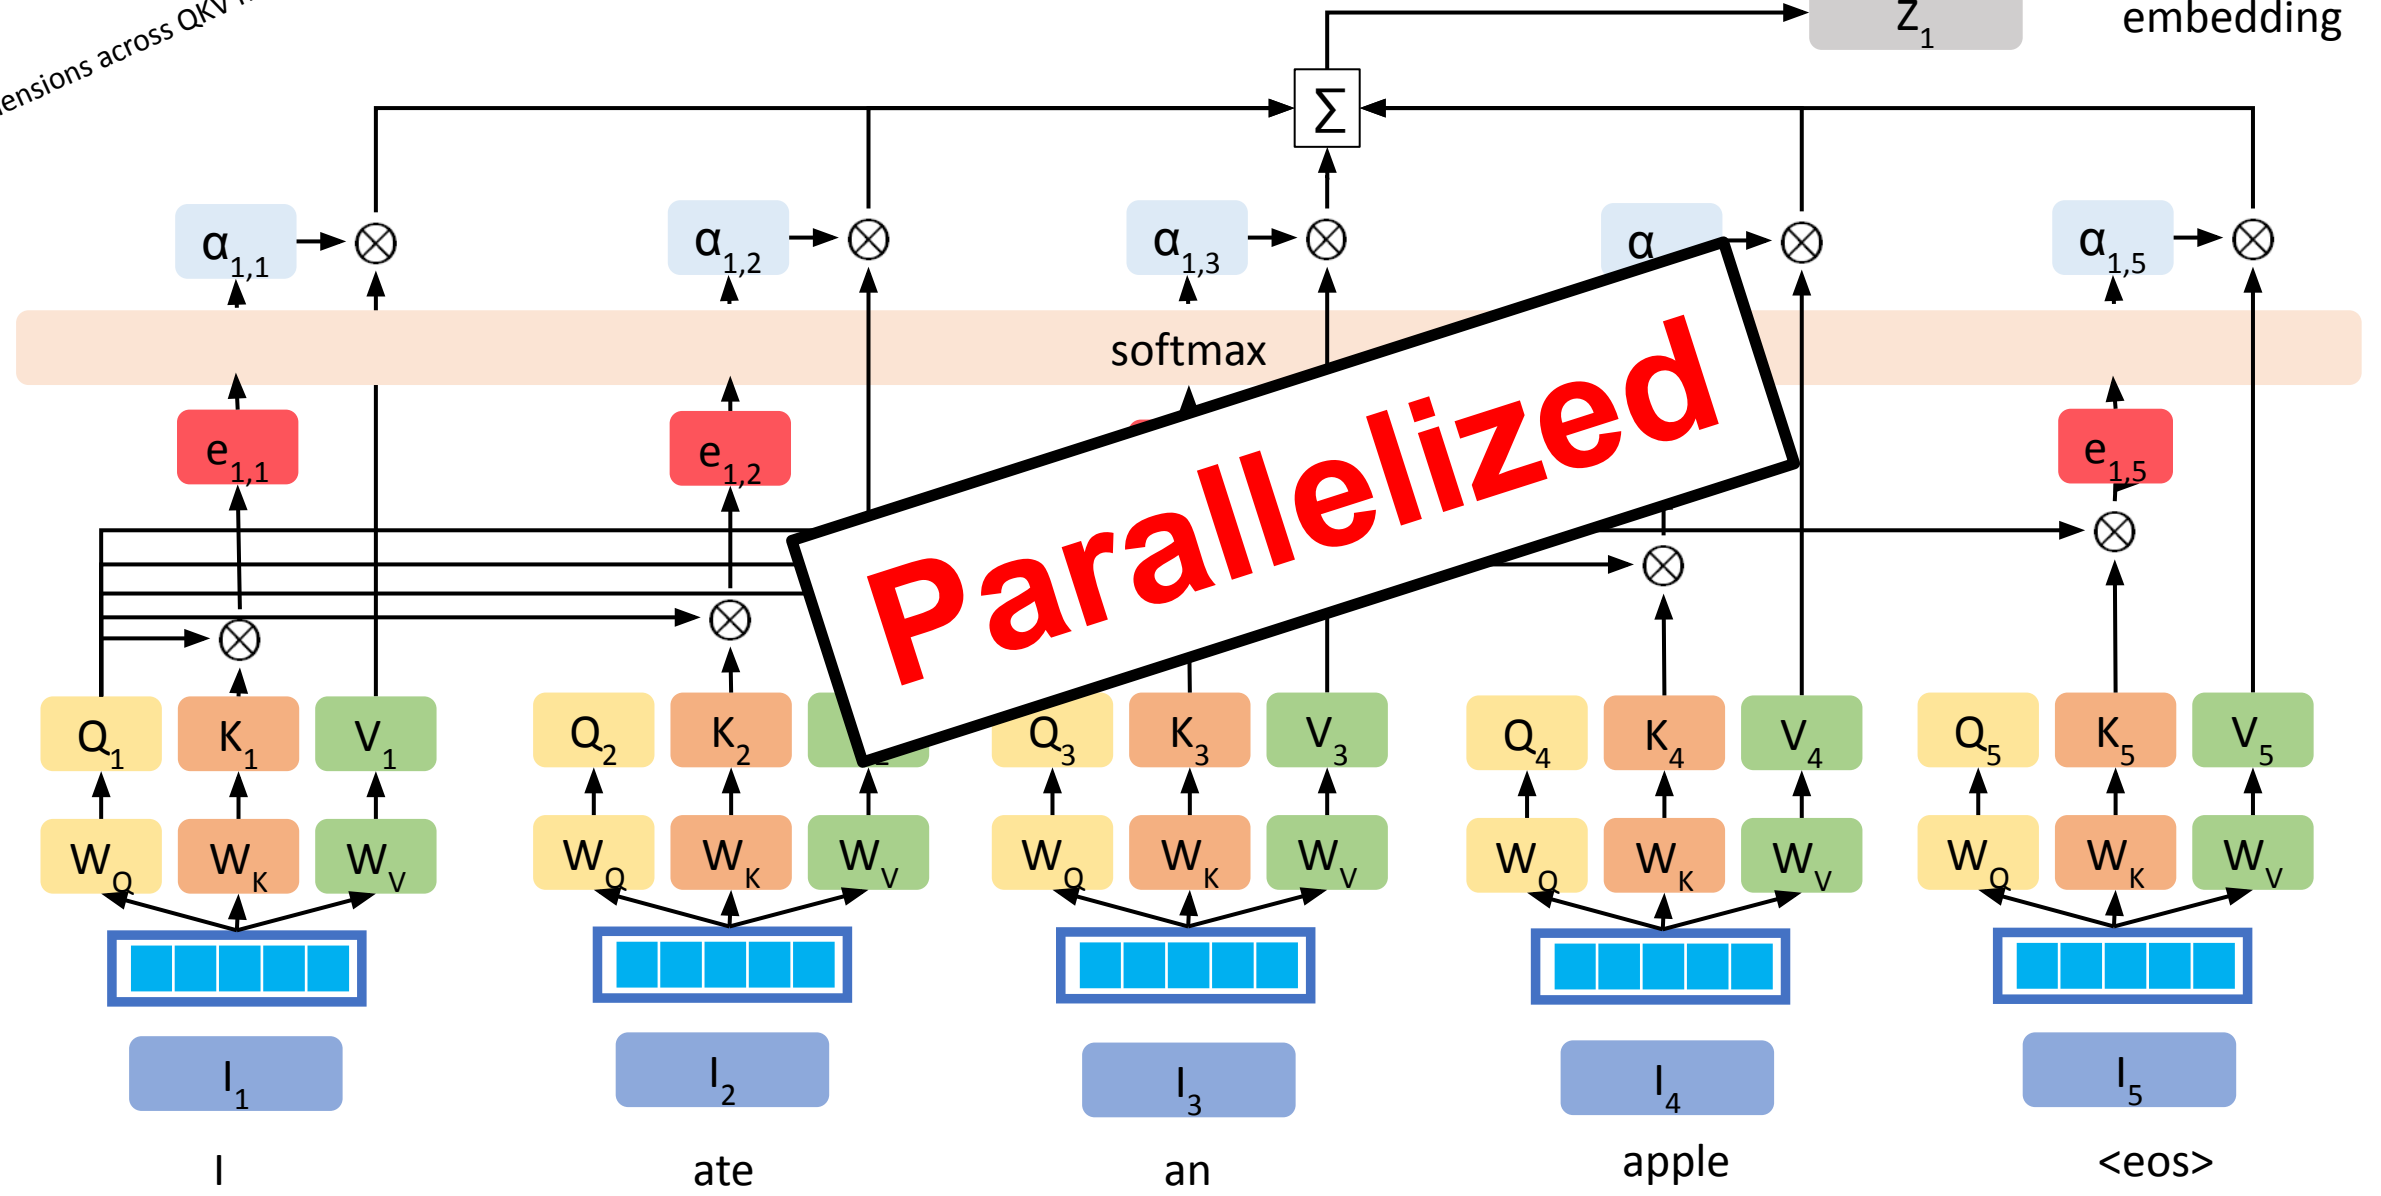 ensions across QKV
Z1
embedding
Σ
α1,1
α1,2
α1,3
α
α1,5
softmax
e1,1
e1,2
e1,5
Parallelized
Q1 K1 V1
Q2 K2
Q3 K3 V3
Q4 K4 V4
Q5 K5 V5
WQ WK WV
WQ WK WV
WQ WK WV
WQ WK WV
WQ WK WV
I1
I2
I3
I4
I5
I
ate
an
apple
<eos>